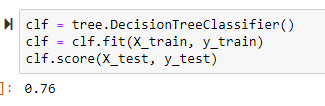 clf = tree.DecisionTreeClassifier()
clf = clf.fit(X_train, y_train)
clf.score(X_test, y_test)
]: 0.76